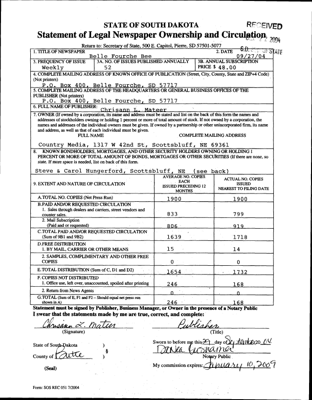 STATE OF SOUTH DAKOTA
RECEIVED
Statement of Legal Newspaper Ownership and Circulation
2004
Return to: Secretary of State, 500 E. Capitol, Pierre, SD 57501-5077
S.D. OF STATE
1. TITLE OF NEWSPAPER
Belle Fourche Bee
2. DATE
09/27/04
3. FREQUENCY OF ISSUE
Weekly
3A. NO. OF ISSUES PUBLISHED ANNUALLY
52
3B. ANNUAL SUBSCRIPTION
PRICE $ 48.00
4. COMPLETE MAILING ADDRESS OF KNOWN OFFICE OF PUBLICATION (Street, City, County, State and ZIP+4 Code)
(Not printers)
P.O. Box 400, Belle Fourche, SD 57717
5. COMPLETE MAILING ADDRESS OF THE HEADQUARTERS OR GENERAL BUSINESS OFFICES OF THE
PUBLISHER (Not printer)
P.O. Box 400, Belle Fourche, SD 57717
6. FULL NAME OF PUBLISHER:
Chrisann L. Mateer
7. OWNER (If owned by a corporation, its name and address must be stated and list on the back of this form the names and
addresses of stockholders owning or holding 1 percent or more of total amount of stock. If not owned by a corporation, the
names and addresses of the individual owners must be given. If owned by a partnership or other unincorporated firm, its name
and address, as well as that of each individual must be given.
FULL NAME
COMPLETE MAILING ADDRESS
Country Media, 1317 W 42nd St, Scottsbluff, NE 69361
8. KNOWN BONDHOLDERS, MORTGAGES, AND OTHER SECURITY HOLDERS OWNING OR HOLDING 1
PERCENT OR MORE OF TOTAL AMOUNT OF BONDS, MORTGAGES OR OTHER SECURITIES (If there are none, so
state. If more space is needed, list on back of this form.
Steve & Carol Hungerford, Scottsbluff, NE (see back)
9. EXTENT AND NATURE OF CIRCULATION
AVERAGE NO. COPIES
EACH
ISSUED PRECEDING 12
MONTHS
ACTUAL NO. COPIES
ISSUED
NEAREST TO FILING DATE
A. TOTAL NO. COPIES (Net Press Run)
1900
1900
B. PAID AND/OR REQUESTED CIRCULATION
1. Sales through dealers and carriers, street vendors and
counter sales.
833
799
2. Mail Subscription
(Paid and or requested)
806
919
C. TOTAL PAID AND/OR REQUESTED CIRCULATION
(Sum of 9B1 and 9B2)
1639
1718
D. FREE DISTRIBUTION
1. BY MAIL, CARRIER OR OTHER MEANS
15
14
2. SAMPLES, COMPLIMENTARY AND OTHER FREE
COPIES
0
0
E. TOTAL DISTRIBUTION (Sum of C, D1 and D2)
1654
1732
F. COPIES NOT DISTRIBUTED
1. Office use, left over, unaccounted, spoiled after printing
246
168
2. Return from News Agents
0
0
G. TOTAL (Sum of E, F1 and F2 - Should equal net press run
shown in A)
246
168
Statement must be signed by Publisher, Business Manager, or Owner in the presence of a Notary Public
I swear that the statements made by me are true, correct, and complete:
Chrisann L. Mateer
Publisher
(Signature)
(Title)
State of South Dakota )
§
County of Butte )
Sworn to before me this day of
Notary Public
(Seal)
My commission expires: January 10, 2009
Form: SOS REC 051 7/2004